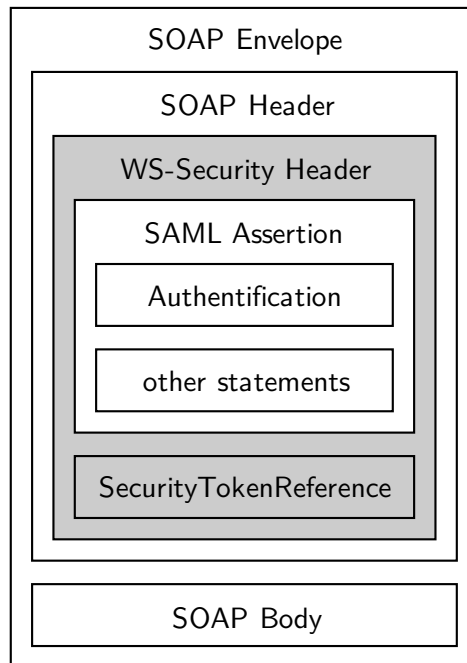 SOAP Envelope
SOAP Header
WS-Security Header
SAML Assertion
Authentification
other statements
SecurityTokenReference
SOAP Body